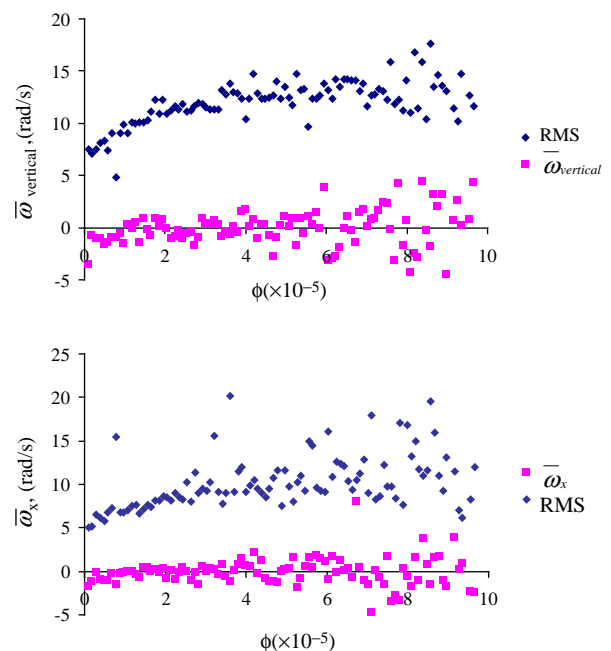 20
15
10
5
0
-5
0 2 4 6 8 10
ω̅ vertical, (rad/s)
ϕ(×10⁻⁵)
RMS
ω̅ vertical
25
20
15
10
5
0
-5
0 2 4 6 8 10
ω̅x, (rad/s)
ϕ(×10⁻⁵)
ω̅x
RMS